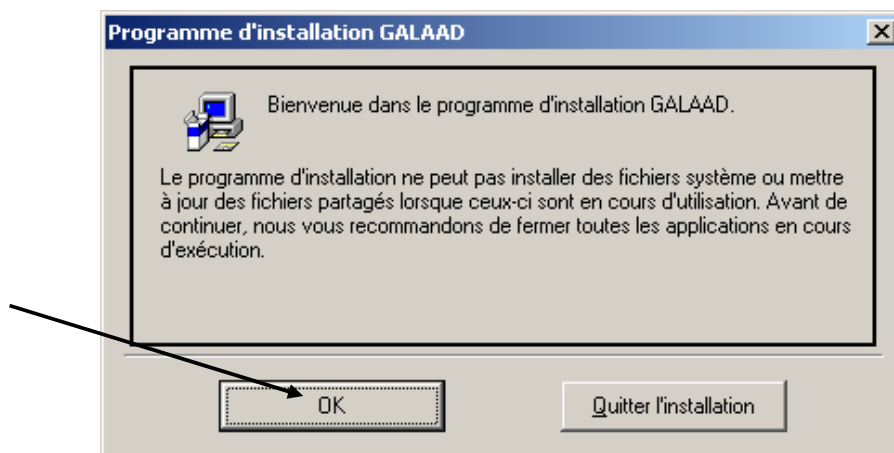 Programme d'installation GALAAD
Bienvenue dans le programme d'installation GALAAD.
Le programme d'installation ne peut pas installer des fichiers système ou mettre
à jour des fichiers partagés lorsque ceux-ci sont en cours d'utilisation. Avant de
continuer, nous vous recommandons de fermer toutes les applications en cours
d'exécution.
OK
Quitter l'installation